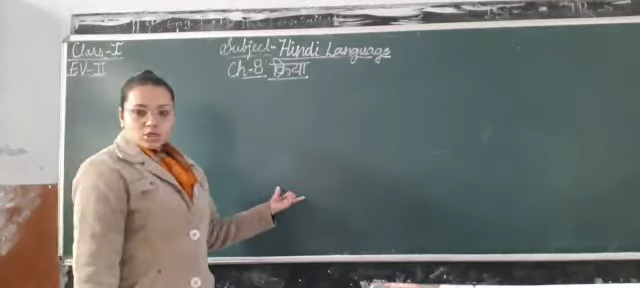 Class-I
Subject- Hindi Language
EV-II
Ch-8 क्रिया